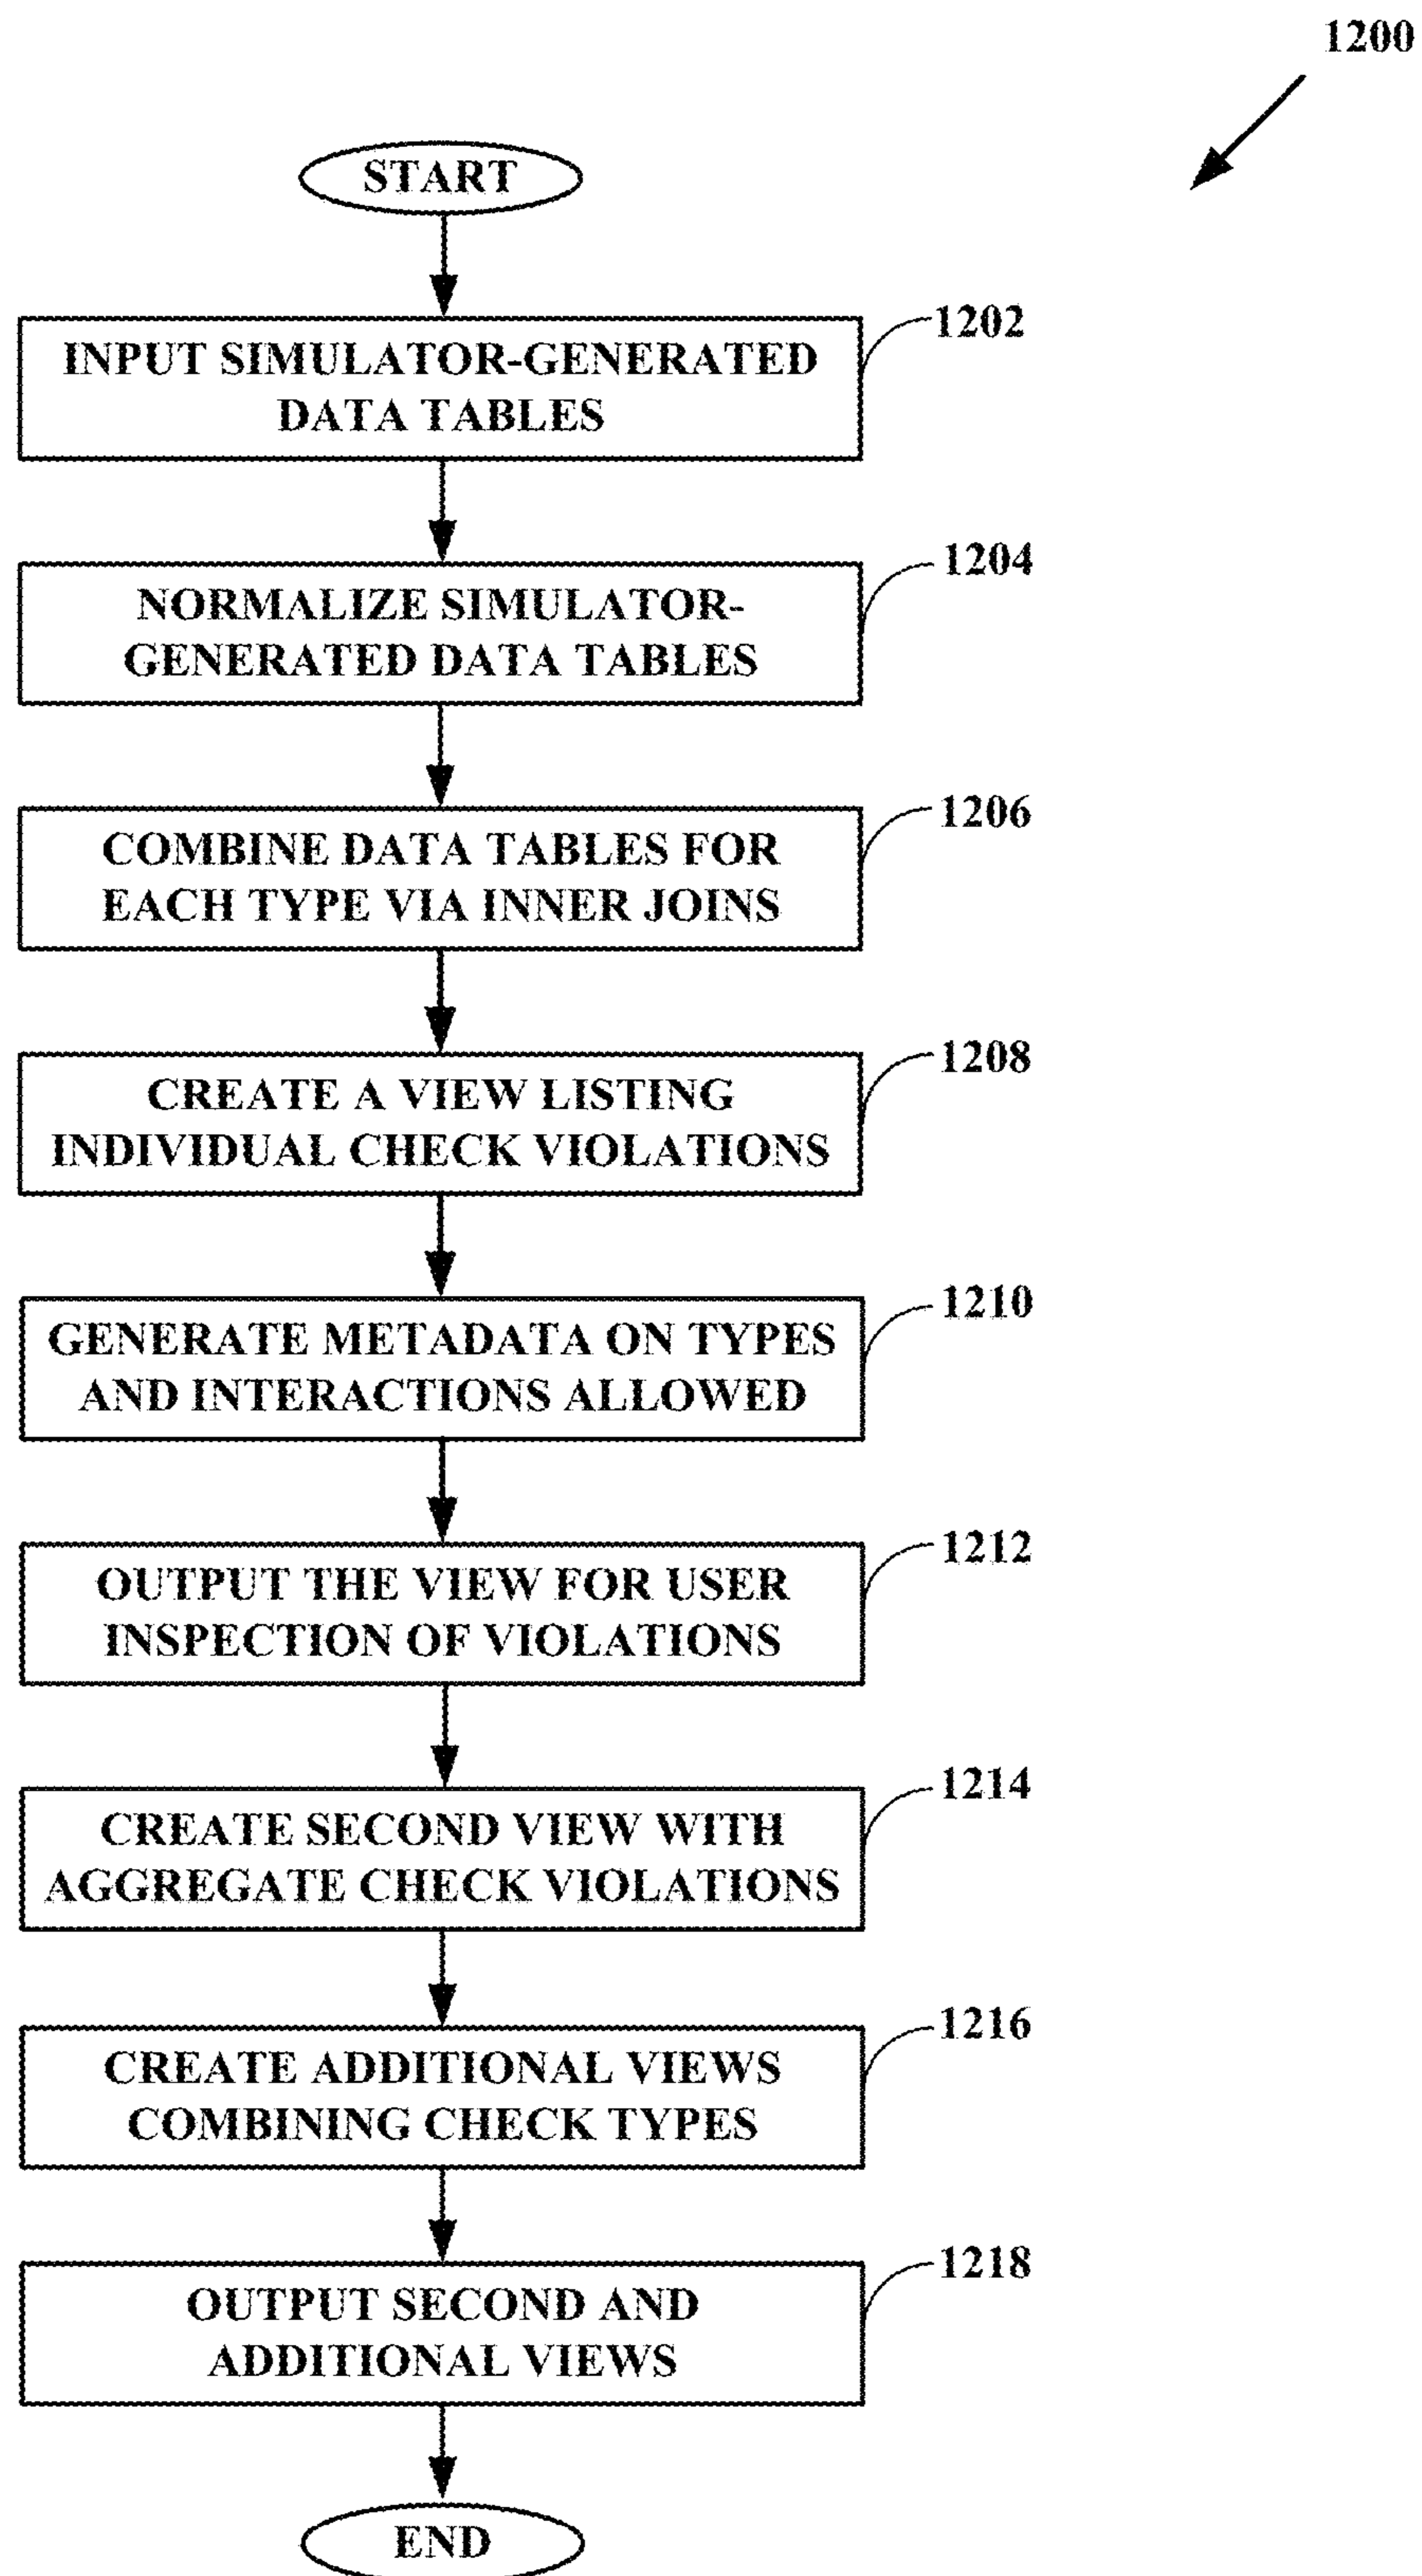 1200
START
1202
INPUT SIMULATOR-GENERATED
DATA TABLES
1204
NORMALIZE SIMULATOR-
GENERATED DATA TABLES
1206
COMBINE DATA TABLES FOR
EACH TYPE VIA INNER JOINS
1208
CREATE A VIEW LISTING
INDIVIDUAL CHECK VIOLATIONS
1210
GENERATE METADATA ON TYPES
AND INTERACTIONS ALLOWED
1212
OUTPUT THE VIEW FOR USER
INSPECTION OF VIOLATIONS
1214
CREATE SECOND VIEW WITH
AGGREGATE CHECK VIOLATIONS
1216
CREATE ADDITIONAL VIEWS
COMBINING CHECK TYPES
1218
OUTPUT SECOND AND
ADDITIONAL VIEWS
END